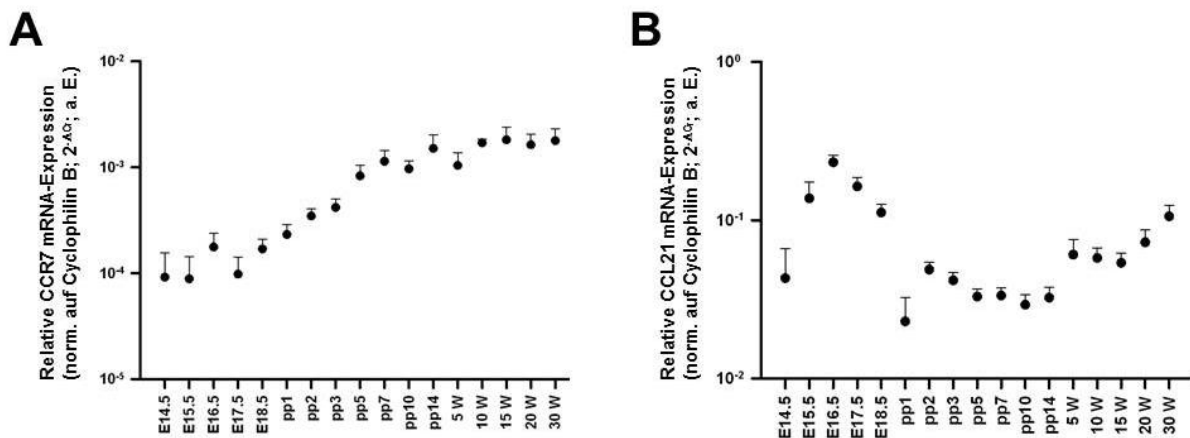 A
Relative CCR7 mRNA-Expression
(norm. auf Cyclophilin B; 2-ΔCT; a. E.)
10-2
10-3
10-4
10-5
E14.5
E15.5
E16.5
E17.5
E18.5
pp1
pp2
pp3
pp5
pp7
pp10
pp14
5 W
10 W
15 W
20 W
30 W
B
Relative CCL21 mRNA-Expression
(norm. auf Cyclophilin B; 2-ΔCT; a. E.)
100
10-1
10-2
E14.5
E15.5
E16.5
E17.5
E18.5
pp1
pp2
pp3
pp5
pp7
pp10
pp14
5 W
10 W
15 W
20 W
30 W